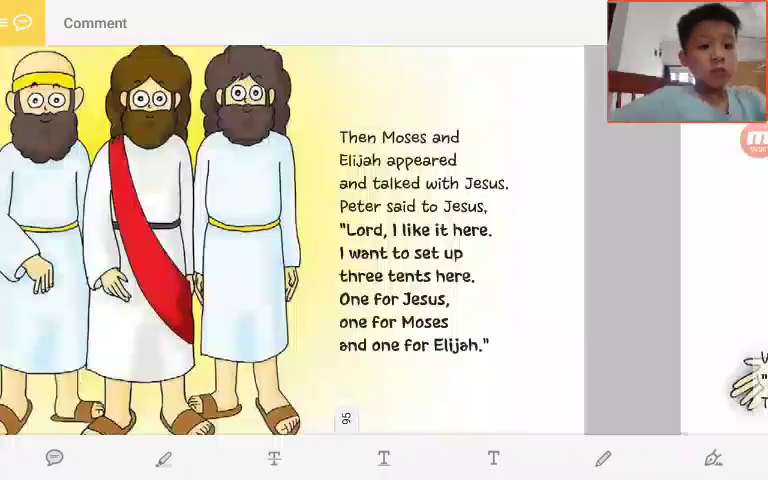 Comment
Then Moses and
Elijah appeared
and talked with Jesus.
Peter said to Jesus,
"Lord, I like it here.
I want to set up
three tents here.
One for Jesus,
one for Moses
and one for Elijah."
95